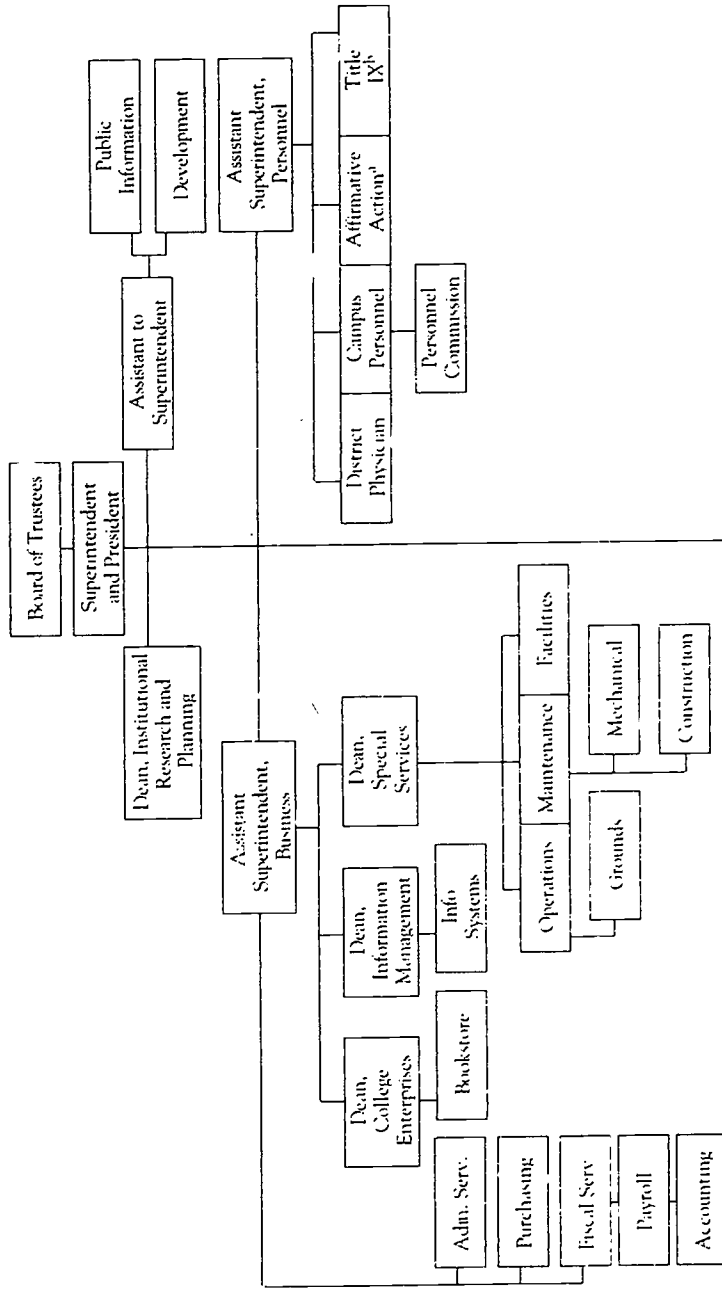 Board of Trustees
Superintendent
and President
Dean, Institutional
Research and
Planning
Assistant to
Superintendent
Public
Information
Development
Assistant
Superintendent,
Business
Assistant
Superintendent,
Personnel
Dean,
College
Enterprises
Dean,
Information
Management
Dean,
Special
Services
District
Physician
Campus
Personnel
Affirmative
Actionᵃ
Title
IXᵇ
Bookstore
Info
Systems
Personnel
Commission
Adm. Serv.
Purchasing
Fiscal Serv
Payroll
Accounting
Operations
Maintenance
Facilities
Grounds
Mechanical
Construction